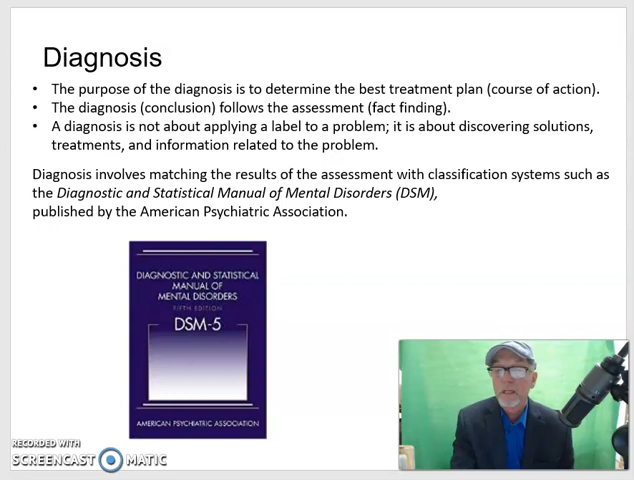 Diagnosis
• The purpose of the diagnosis is to determine the best treatment plan (course of action).
• The diagnosis (conclusion) follows the assessment (fact finding).
• A diagnosis is not about applying a label to a problem; it is about discovering solutions,
treatments, and information related to the problem.
Diagnosis involves matching the results of the assessment with classification systems such as
the Diagnostic and Statistical Manual of Mental Disorders (DSM),
published by the American Psychiatric Association.
DIAGNOSTIC AND STATISTICAL
MANUAL OF
MENTAL DISORDERS
FIFTH EDITION
DSM-5
AMERICAN PSYCHIATRIC ASSOCIATION
RECORDED WITH
SCREENCAST MATIC